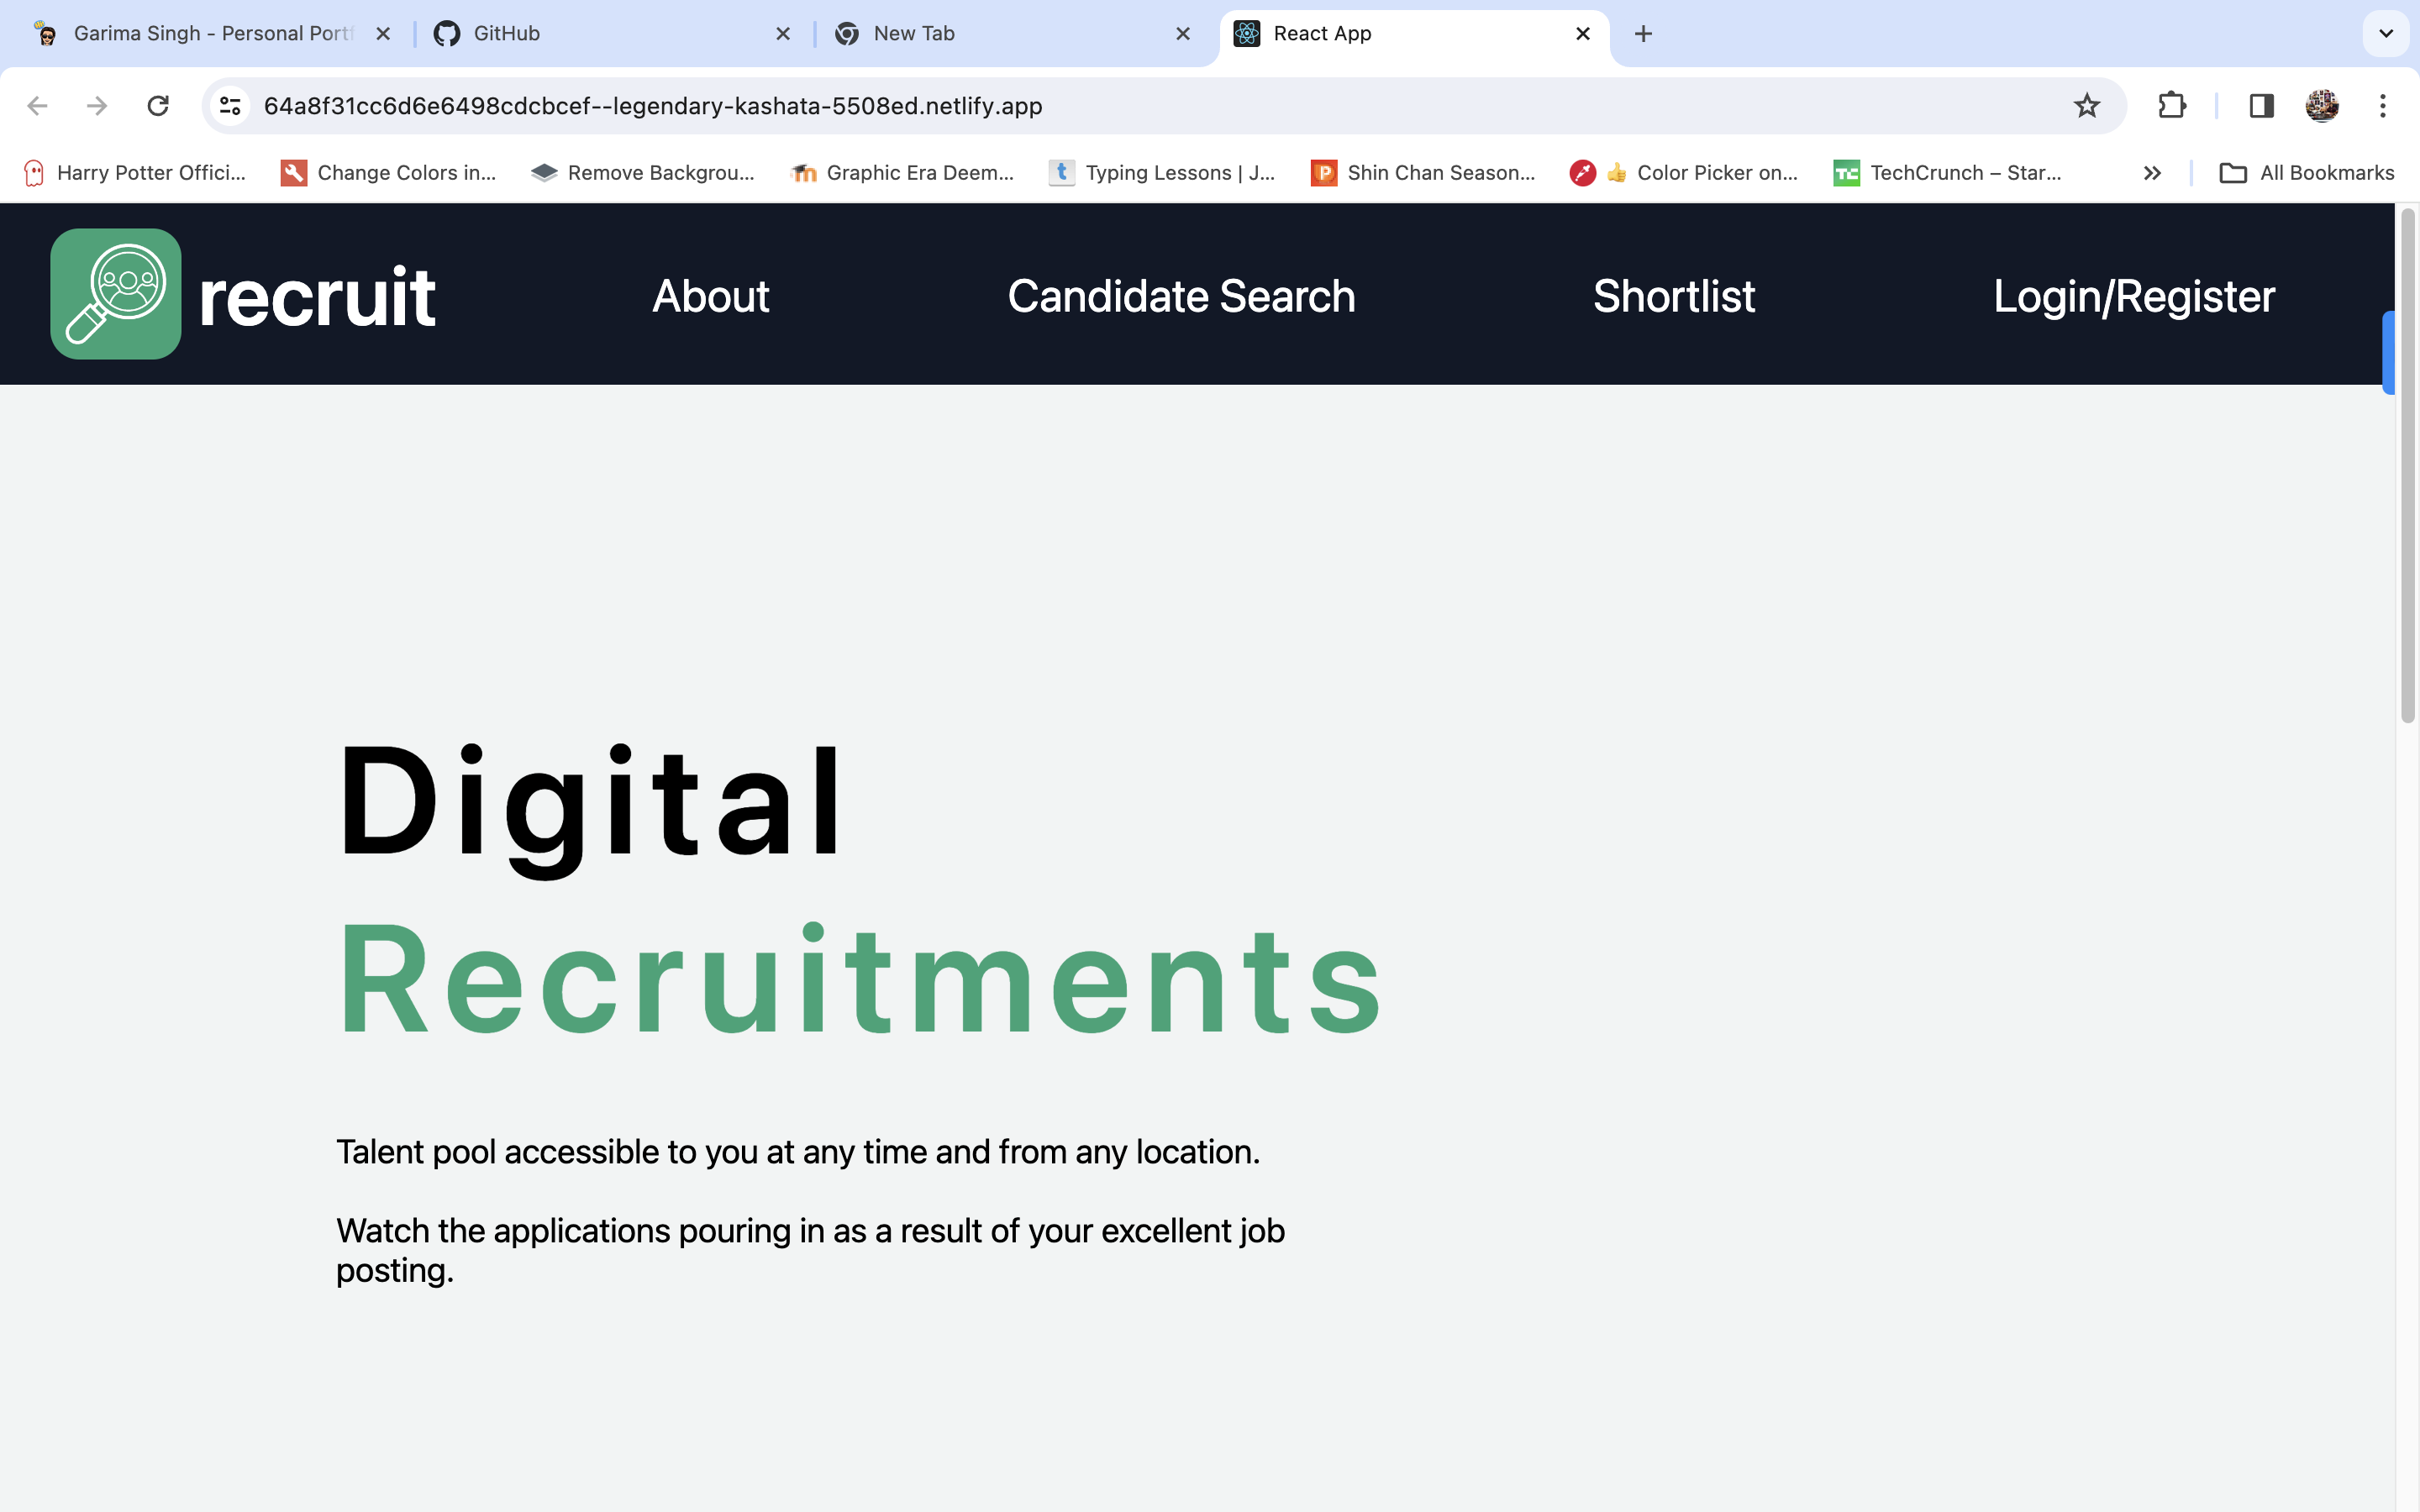 Garima Singh - Personal Portf
GitHub
New Tab
React App
64a8f31cc6d6e6498cdcbcef--legendary-kashata-5508ed.netlify.app
Harry Potter Offici...
Change Colors in...
Remove Backgrou...
Graphic Era Deem...
Typing Lessons | J...
Shin Chan Season...
👍 Color Picker on...
TechCrunch – Star...
All Bookmarks
recruit
About
Candidate Search
Shortlist
Login/Register
Digital
Recruitments
Talent pool accessible to you at any time and from any location.
Watch the applications pouring in as a result of your excellent job
posting.